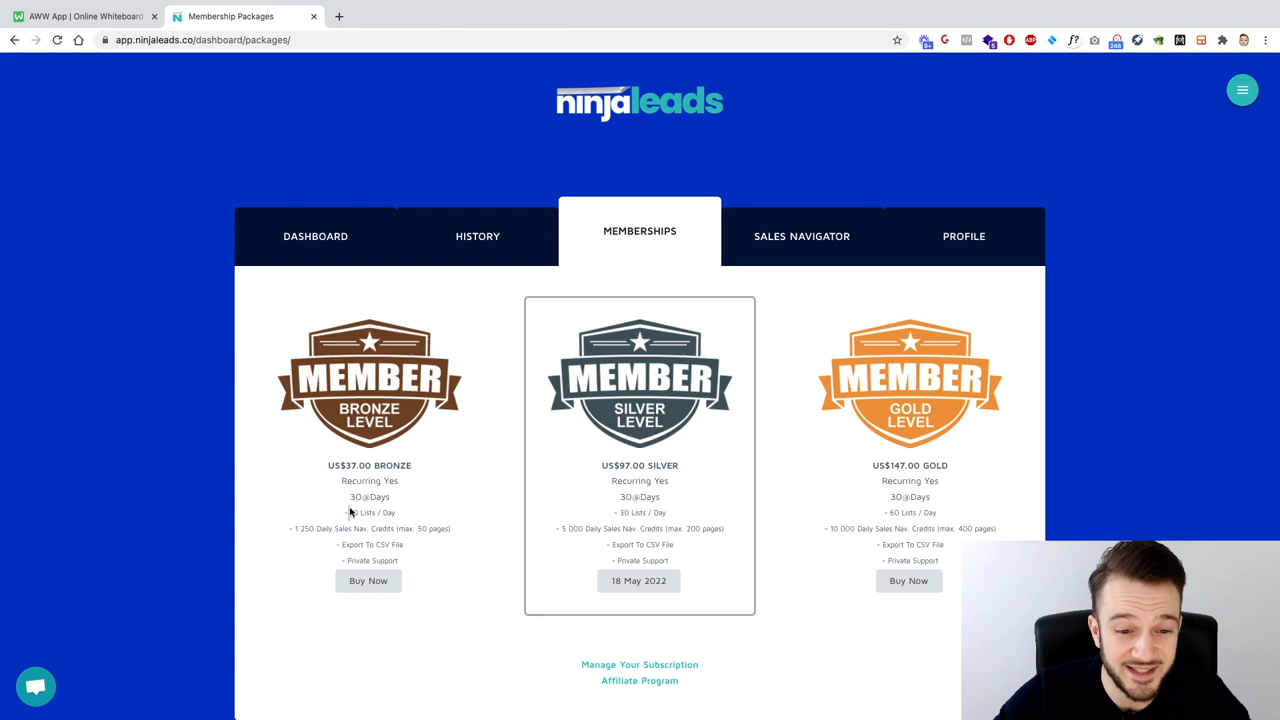 AWW App | Online Whiteboard
Membership Packages
app.ninjaleads.co/dashboard/packages/
9+
6
ABP
f?
248
ninjaleads
DASHBOARD
HISTORY
MEMBERSHIPS
SALES NAVIGATOR
PROFILE
MEMBER
BRONZE
LEVEL
US$37.00 BRONZE
Recurring Yes
30@Days
Lists / Day
- 1 250 Daily Sales Nav. Credits (max. 50 pages)
- Export To CSV File
- Private Support
Buy Now
MEMBER
SILVER
LEVEL
US$97.00 SILVER
Recurring Yes
30@Days
- 30 Lists / Day
- 5 000 Daily Sales Nav. Credits (max. 200 pages)
- Export To CSV File
- Private Support
18 May 2022
MEMBER
GOLD
LEVEL
US$147.00 GOLD
Recurring Yes
30@Days
- 60 Lists / Day
- 10 000 Daily Sales Nav. Credits (max. 400 pages)
- Export To CSV File
- Private Support
Buy Now
Manage Your Subscription
Affiliate Program